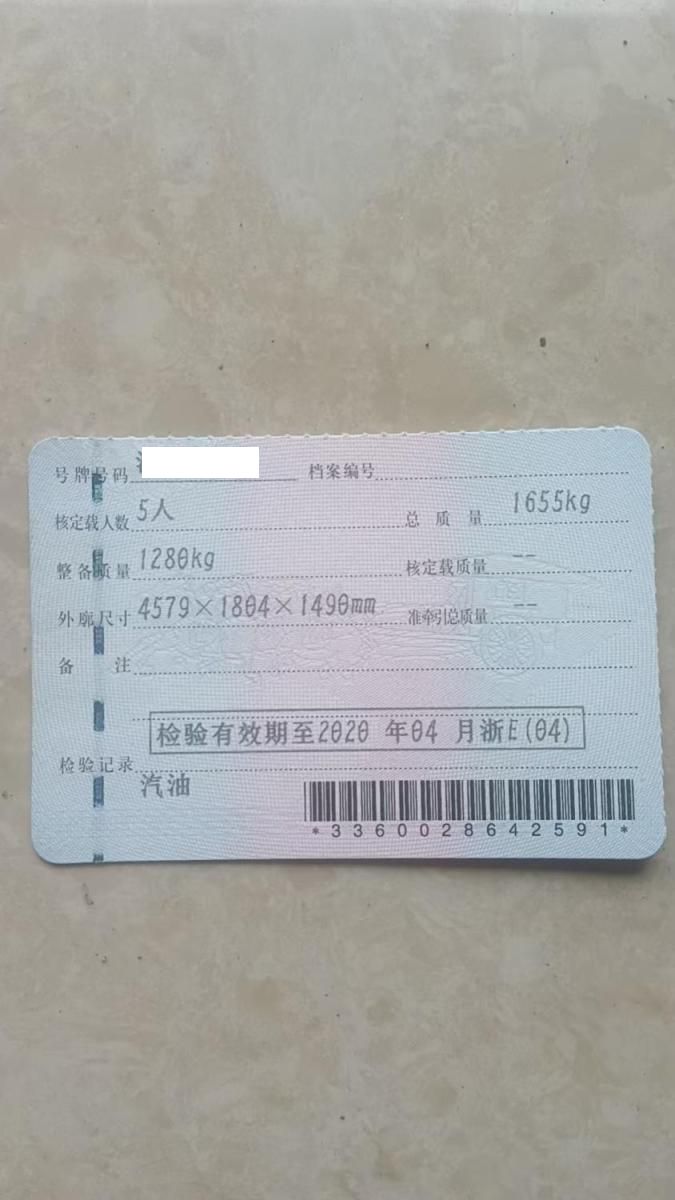 号牌号码 档案编号
核定载人数 5人 总质量 1655kg
整备质量 1280kg 核定载质量 --
外廓尺寸 4579×1804×1490mm 准牵引总质量 --
备注
检验有效期至2020 年04 月浙E(04)
检验记录
汽油
*3360028642591*